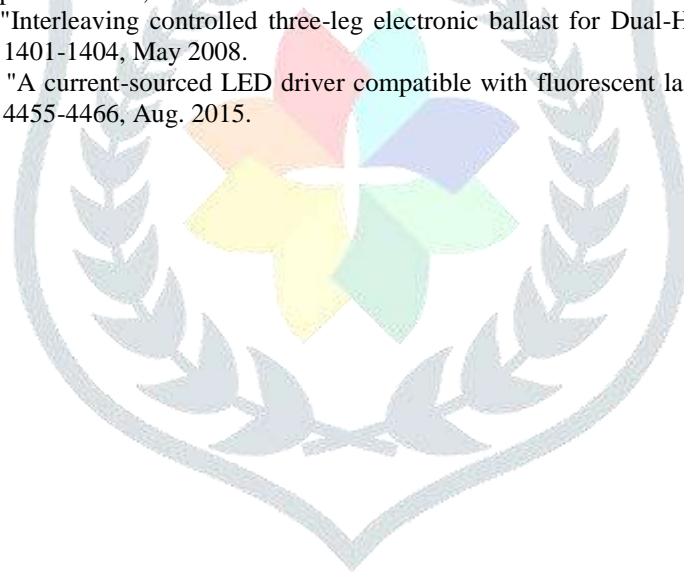 "Interleaving controlled three-leg electronic ballast for Dual-H
1401-1404, May 2008.
"A current-sourced LED driver compatible with fluorescent la
4455-4466, Aug. 2015.